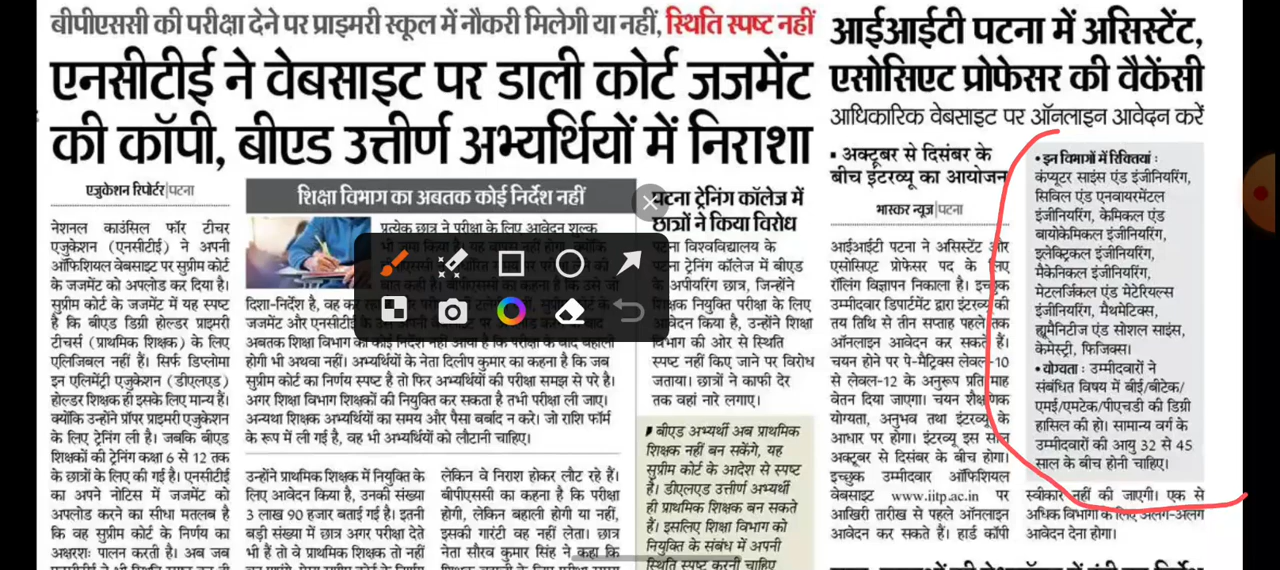 बीपीएससी की परीक्षा देने पर प्राइमरी स्कूल में नौकरी मिलेगी या नहीं, स्थिति स्पष्ट नहीं
एनसीटीई ने वेबसाइट पर डाली कोर्ट जजमेंट
की कॉपी, बीएड उत्तीर्ण अभ्यर्थियों में निराशा
एजुकेशन रिपोर्टर|पटना
नेशनल काउंसिल फॉर टीचर
एजुकेशन (एनसीटीई) ने अपनी
ऑफिशियल वेबसाइट पर सुप्रीम कोर्ट
के जजमेंट को अपलोड कर दिया है।
सुप्रीम कोर्ट के जजमेंट में यह स्पष्ट
है कि बीएड डिग्री होल्डर प्राइमरी
टीचर्स (प्राथमिक शिक्षक) के लिए
एलिजिबल नहीं हैं। सिर्फ डिप्लोमा
इन एलिमेंट्री एजुकेशन (डीएलएड)
होल्डर शिक्षक ही इसके लिए मान्य हैं।
क्योंकि उन्होंने प्रॉपर प्राइमरी एजुकेशन
के लिए ट्रेनिंग ली है। जबकि बीएड
शिक्षकों की ट्रेनिंग कक्षा 6 से 12 तक
के छात्रों के लिए की गई है। एनसीटीई
का अपने नोटिस में जजमेंट को
अपलोड करने का सीधा मतलब है
कि वह सुप्रीम कोर्ट के निर्णय का
अक्षरशः पालन करती है। अब जब
शिक्षा विभाग का अबतक कोई निर्देश नहीं
प्रत्येक छात्र ने परीक्षा के लिए आवेदन शुल्क
दिशा-निर्देश है, वह कर
जजमेंट और एनसीटीई के
अबतक शिक्षा विभाग का कोई निर्देश नहीं आया है कि परीक्षा के बाद बहाली
होगी भी अथवा नहीं। अभ्यर्थियों के नेता दिलीप कुमार का कहना है कि जब
सुप्रीम कोर्ट का निर्णय स्पष्ट है तो फिर अभ्यर्थियों की परीक्षा समझ से परे है।
अगर शिक्षा विभाग शिक्षकों की नियुक्ति कर सकता है तभी परीक्षा ली जाए।
अन्यथा शिक्षक अभ्यर्थियों का समय और पैसा बर्बाद न करे। जो राशि फॉर्म
के रूप में ली गई है, वह भी अभ्यर्थियों को लौटानी चाहिए।
उन्होंने प्राथमिक शिक्षक में नियुक्ति के
लिए आवेदन किया है, उनकी संख्या
3 लाख 90 हजार बताई गई है। इतनी
बड़ी संख्या में छात्र अगर परीक्षा देते
भी हैं तो वे प्राथमिक शिक्षक तो नहीं
लेकिन वे निराश होकर लौट रहे हैं।
बीपीएससी का कहना है कि परीक्षा
होगी, लेकिन बहाली होगी या नहीं,
इसकी गारंटी वह नहीं लेता। छात्र
नेता सौरव कुमार सिंह ने कहा कि
पटना ट्रेनिंग कॉलेज में
छात्रों ने किया विरोध
पटना विश्वविद्यालय के
पटना ट्रेनिंग कॉलेज में बीएड
के अपीयरिंग छात्र, जिन्होंने
शिक्षक नियुक्ति परीक्षा के लिए
आवेदन किया है, उन्होंने शिक्षा
विभाग की ओर से स्थिति
स्पष्ट नहीं किए जाने पर विरोध
जताया। छात्रों ने काफी देर
तक वहां नारे लगाए।
बीएड अभ्यर्थी अब प्राथमिक
शिक्षक नहीं बन सकेंगे, यह
सुप्रीम कोर्ट के आदेश से स्पष्ट
है। डीएलएड उत्तीर्ण अभ्यर्थी
ही प्राथमिक शिक्षक बन सकते
हैं। इसलिए शिक्षा विभाग को
नियुक्ति के संबंध में अपनी
स्थिति स्पष्ट करनी चाहिए
आईआईटी पटना में असिस्टेंट,
एसोसिएट प्रोफेसर की वैकेंसी
आधिकारिक वेबसाइट पर ऑनलाइन आवेदन करें
▪ अक्टूबर से दिसंबर के
बीच इंटरव्यू का आयोजन
भास्कर न्यूज|पटना
आईआईटी पटना ने असिस्टेंट और
एसोसिएट प्रोफेसर पद के लिए
रॉलिंग विज्ञापन निकाला है। इच्छुक
उम्मीदवार डिपार्टमेंट द्वारा इंटरव्यू की
तय तिथि से तीन सप्ताह पहले तक
ऑनलाइन आवेदन कर सकते हैं।
चयन होने पर पे-मैट्रिक्स लेवल-10
से लेवल-12 के अनुरूप प्रति माह
वेतन दिया जाएगा। चयन शैक्षणिक
योग्यता, अनुभव तथा इंटरव्यू के
आधार पर होगा। इंटरव्यू इस साल
अक्टूबर से दिसंबर के बीच होगा।
इच्छुक उम्मीदवार ऑफिशियल
वेबसाइट www.iitp.ac.in पर
आखिरी तारीख से पहले ऑनलाइन
आवेदन कर सकते हैं। हार्ड कॉपी
• इन विभागों में रिक्तियां :
कंप्यूटर साइंस एंड इंजीनियरिंग,
सिविल एंड एनवायरमेंटल
इंजीनियरिंग, केमिकल एंड
बायोकेमिकल इंजीनियरिंग,
इलेक्ट्रिकल इंजीनियरिंग,
मैकेनिकल इंजीनियरिंग,
मेटलर्जिकल एंड मेटेरियल्स
इंजीनियरिंग, मैथमेटिक्स,
ह्यूमैनिटीज एंड सोशल साइंस,
केमेस्ट्री, फिजिक्स।
• योग्यता : उम्मीदवारों ने
संबंधित विषय में बीई/बीटेक/
एमई/एमटेक/पीएचडी की डिग्री
हासिल की हो। सामान्य वर्ग के
उम्मीदवारों की आयु 32 से 45
साल के बीच होनी चाहिए।
स्वीकार नहीं की जाएगी। एक से
अधिक विभागों के लिए अलग-अलग
आवेदन देना होगा।